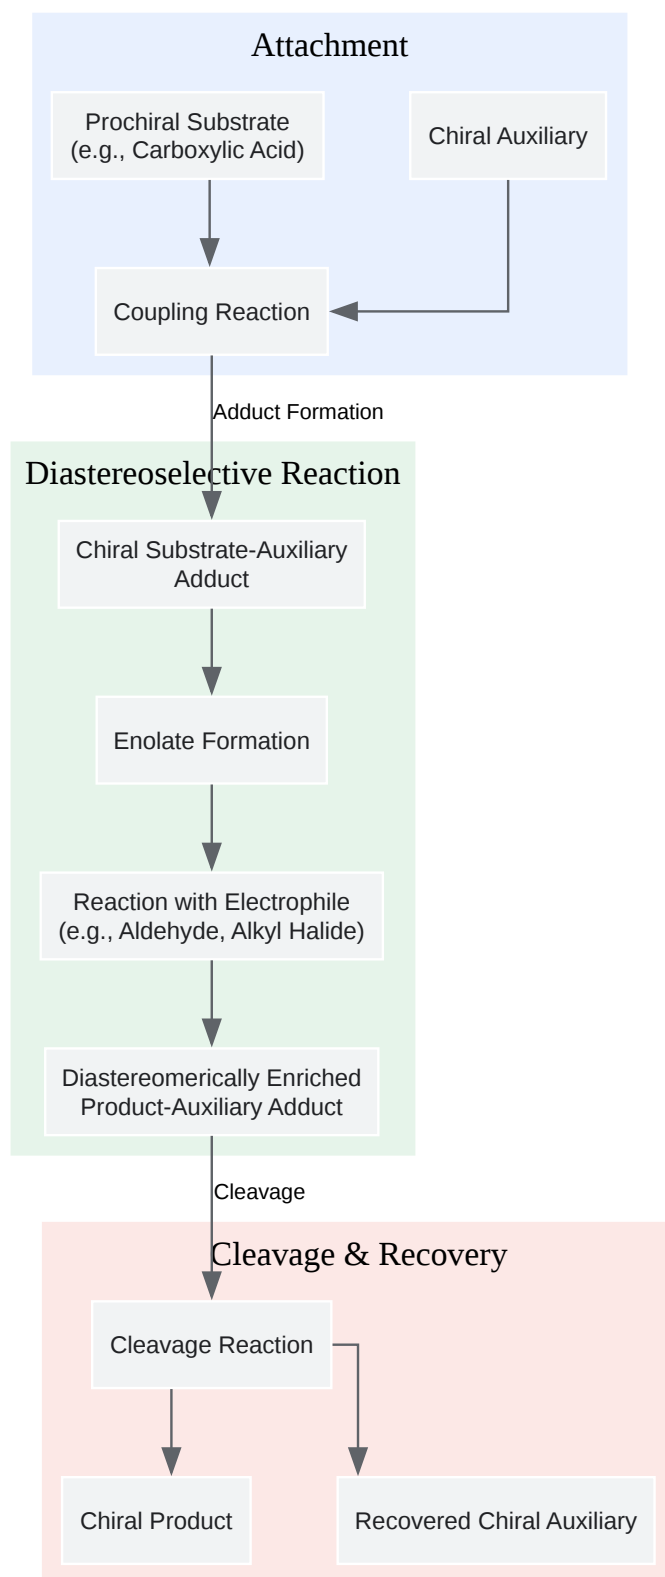 Attachment
Prochiral Substrate
(e.g., Carboxylic Acid)
Chiral Auxiliary
Coupling Reaction
Adduct Formation
Diastereoselective Reaction
Chiral Substrate-Auxiliary
Adduct
Enolate Formation
Reaction with Electrophile
(e.g., Aldehyde, Alkyl Halide)
Diastereomerically Enriched
Product-Auxiliary Adduct
Cleavage
Cleavage & Recovery
Cleavage Reaction
Chiral Product
Recovered Chiral Auxiliary